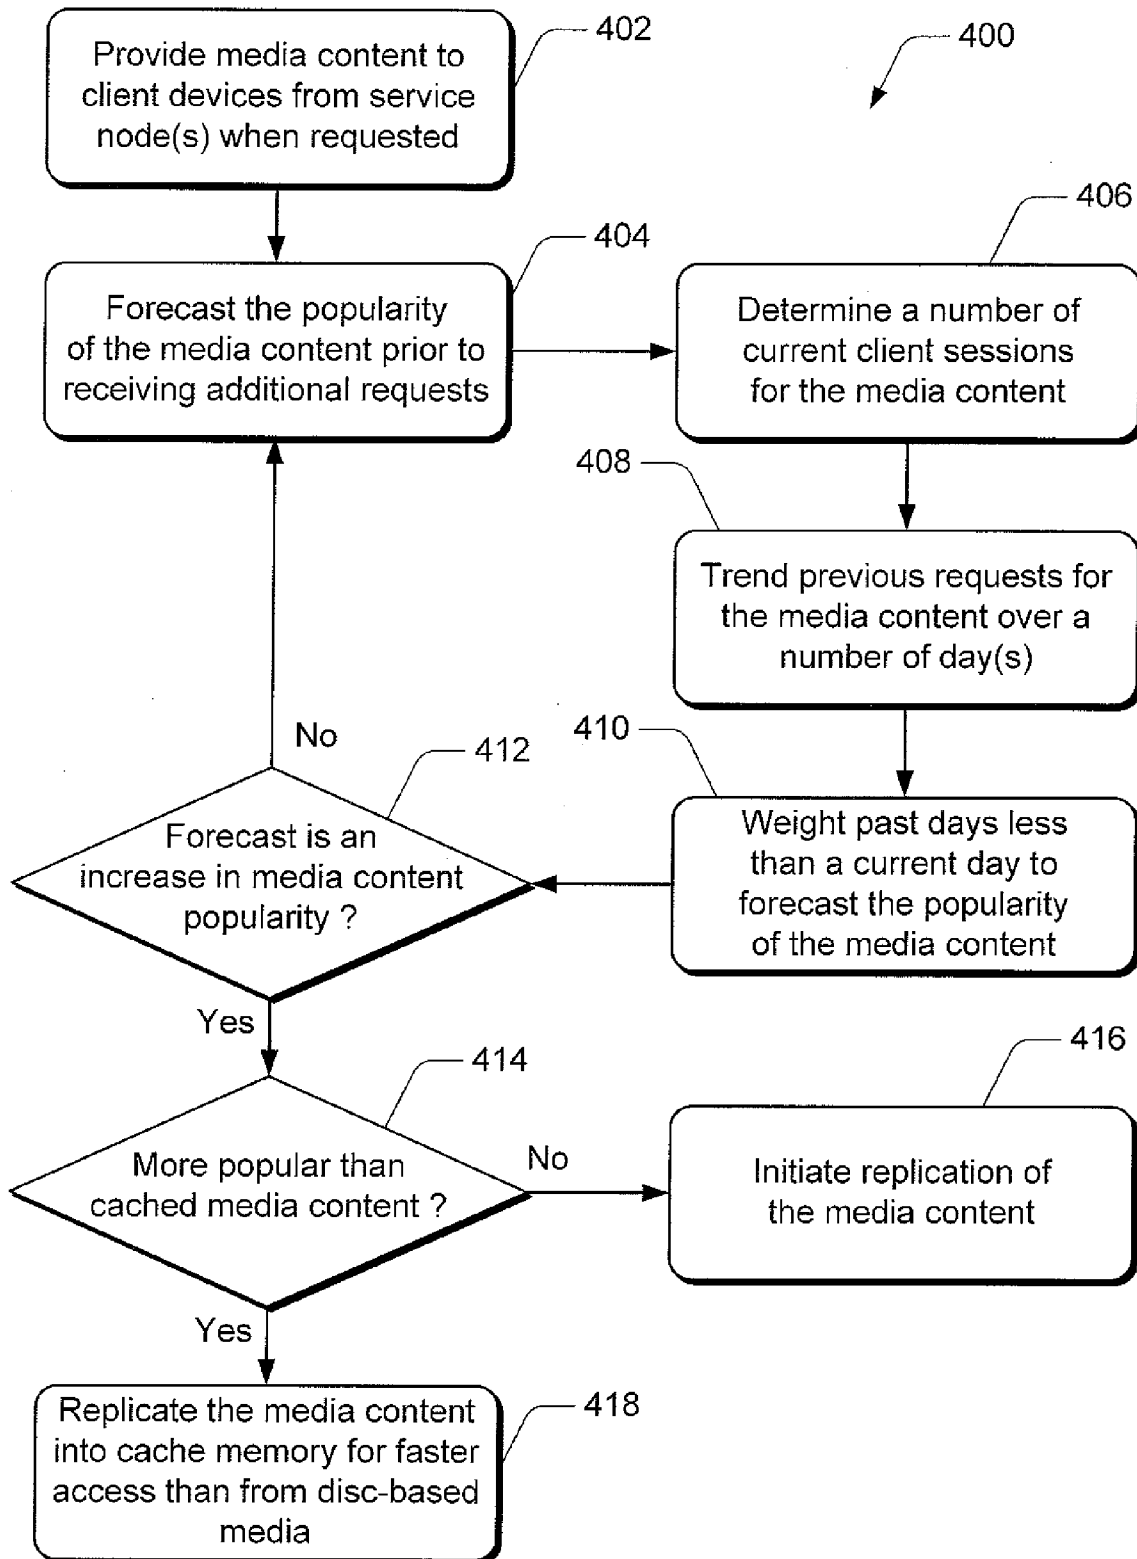 Provide media content to
client devices from service
node(s) when requested
402
400
Forecast the popularity
of the media content prior to
receiving additional requests
404
406
Determine a number of
current client sessions
for the media content
408
Trend previous requests for
the media content over a
number of day(s)
410
Weight past days less
than a current day to
forecast the popularity
of the media content
No
412
Forecast is an
increase in media content
popularity ?
Yes
414
More popular than
cached media content ?
No
416
Initiate replication of
the media content
Yes
418
Replicate the media content
into cache memory for faster
access than from disc-based
media